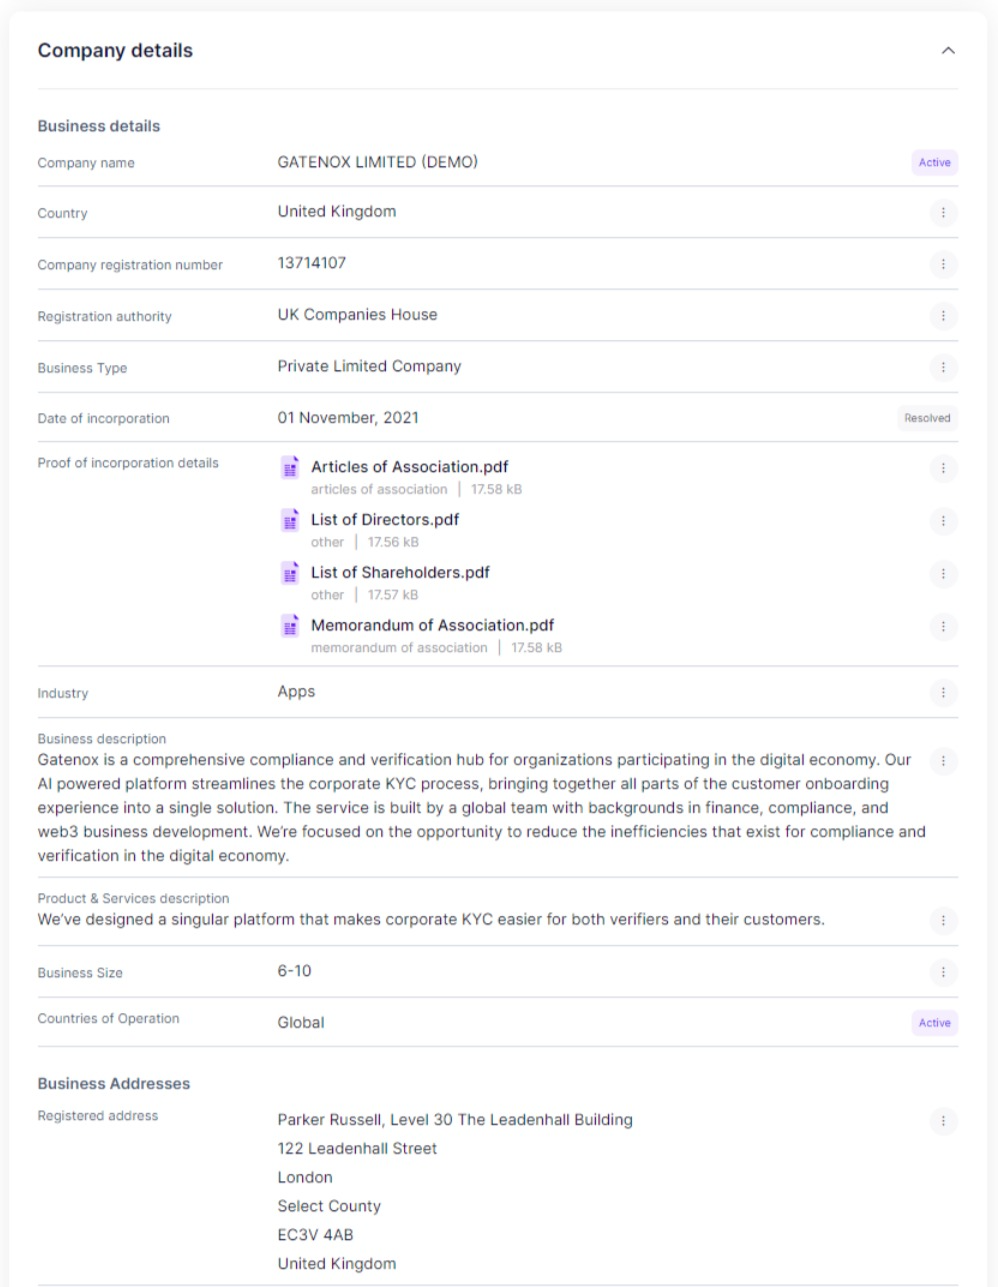 Company details
Business details
Company name GATENOX LIMITED (DEMO) Active
Country United Kingdom
Company registration number 13714107
Registration authority UK Companies House
Business Type Private Limited Company
Date of incorporation 01 November, 2021 Resolved
Proof of incorporation details Articles of Association.pdf
articles of association | 17.58 kB
List of Directors.pdf
other | 17.56 kB
List of Shareholders.pdf
other | 17.57 kB
Memorandum of Association.pdf
memorandum of association | 17.58 kB
Industry Apps
Business description
Gatenox is a comprehensive compliance and verification hub for organizations participating in the digital economy. Our
AI powered platform streamlines the corporate KYC process, bringing together all parts of the customer onboarding
experience into a single solution. The service is built by a global team with backgrounds in finance, compliance, and
web3 business development. We’re focused on the opportunity to reduce the inefficiencies that exist for compliance and
verification in the digital economy.
Product & Services description
We’ve designed a singular platform that makes corporate KYC easier for both verifiers and their customers.
Business Size 6-10
Countries of Operation Global Active
Business Addresses
Registered address Parker Russell, Level 30 The Leadenhall Building
122 Leadenhall Street
London
Select County
EC3V 4AB
United Kingdom